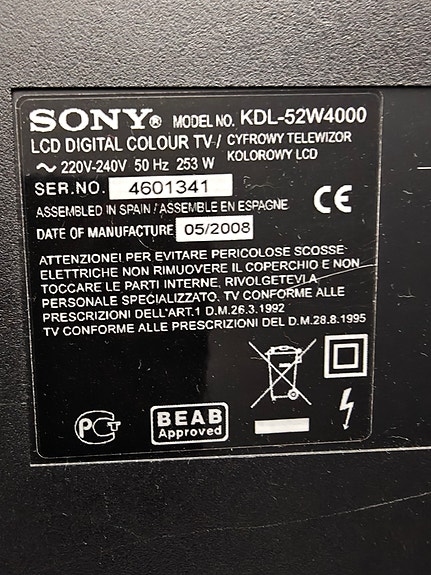 SONY® MODEL NO. KDL-52W4000
LCD DIGITAL COLOUR TV / CYFROWY TELEWIZOR
KOLOROWY LCD
~ 220V-240V 50 Hz 253 W
SER.NO. 4601341
ASSEMBLED IN SPAIN / ASSEMBLE EN ESPAGNE
CE
DATE OF MANUFACTURE 05/2008
ATTENZIONE! PER EVITARE PERICOLOSE SCOSSE
ELETTRICHE NON RIMUOVERE IL COPERCHIO E NON
TOCCARE LE PARTI INTERNE, RIVOLGETEVI A
PERSONALE SPECIALIZZATO. TV CONFORME ALLE
PRESCRIZIONI DELL'ART.1 D.M.26.3.1992
TV CONFORME ALLE PRESCRIZIONI DEL D.M.28.8.1995
PCT
BEAB
Approved